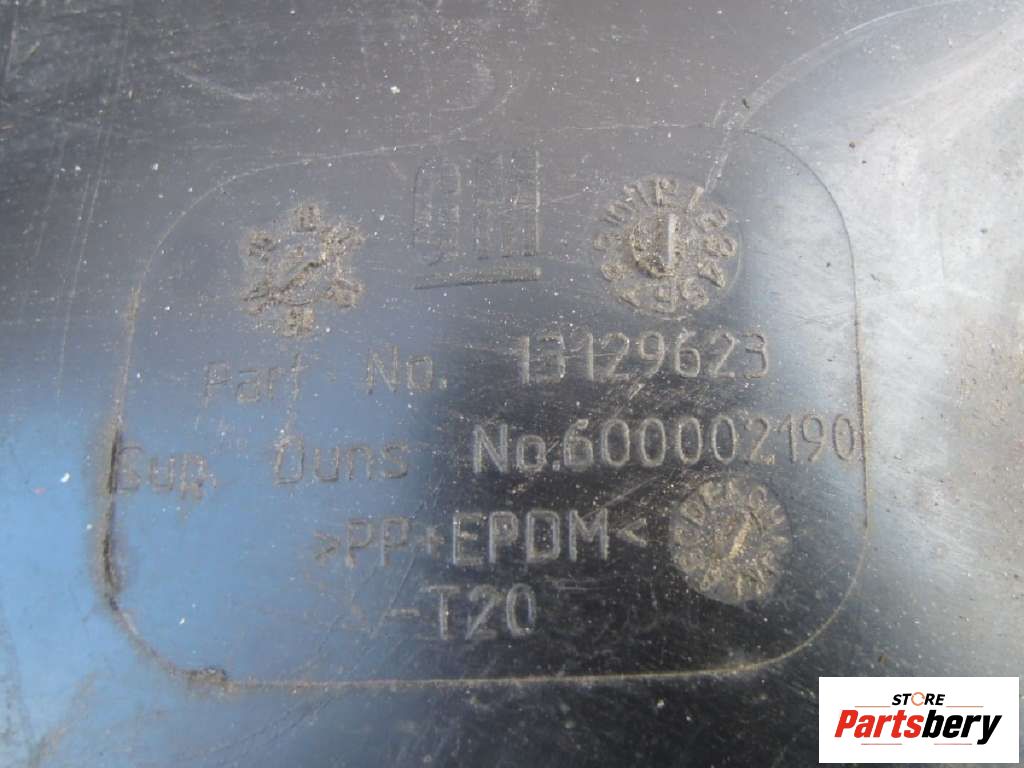 GM
Part No. 13129623
Sup. Duns No.600002190
>PP+EPDM<
-T20
STORE
Partsbery